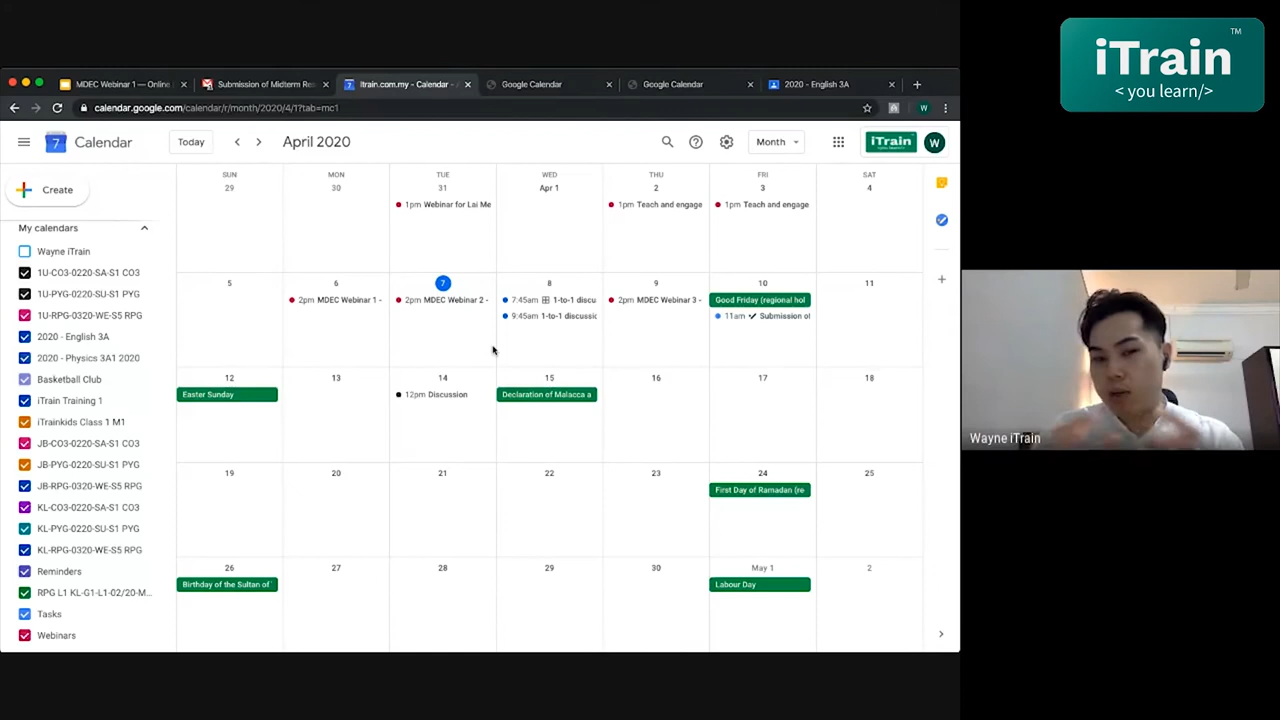 iTrain
TM
< you learn/>
MDEC Webinar 1 — Online
Submission of Midterm Re
itrain.com.my - Calendar - A
Google Calendar
Google Calendar
2020 - English 3A
calendar.google.com/calendar/r/month/2020/4/1?tab=mc1
W
7
Calendar
Today
April 2020
Month
iTrain
W
Create
My calendars
Wayne iTrain
1U-CO3-0220-SA-S1 CO3
1U-PYG-0220-SU-S1 PYG
1U-RPG-0320-WE-S5 RPG
2020 - English 3A
2020 - Physics 3A1 2020
Basketball Club
iTrain Training 1
iTrainkids Class 1 M1
JB-CO3-0220-SA-S1 CO3
JB-PYG-0220-SU-S1 PYG
JB-RPG-0320-WE-S5 RPG
KL-CO3-0220-SA-S1 CO3
KL-PYG-0220-SU-S1 PYG
KL-RPG-0320-WE-S5 RPG
Reminders
RPG L1 KL-G1-L1-02/20-M...
Tasks
Webinars
SUN MON TUE WED THU FRI SAT
29 30 31 Apr 1 2 3 4
1pm Webinar for Lai Me
1pm Teach and engage
1pm Teach and engage
5 6 7 8 9 10 11
2pm MDEC Webinar 1 -
2pm MDEC Webinar 2 -
7:45am 1-to-1 discu
9:45am 1-to-1 discussic
2pm MDEC Webinar 3 -
Good Friday (regional hol
11am Submission of
12 13 14 15 16 17 18
Easter Sunday
12pm Discussion
Declaration of Malacca a
19 20 21 22 23 24 25
First Day of Ramadan (re
26 27 28 29 30 May 1 2
Birthday of the Sultan of
Labour Day
Wayne iTrain